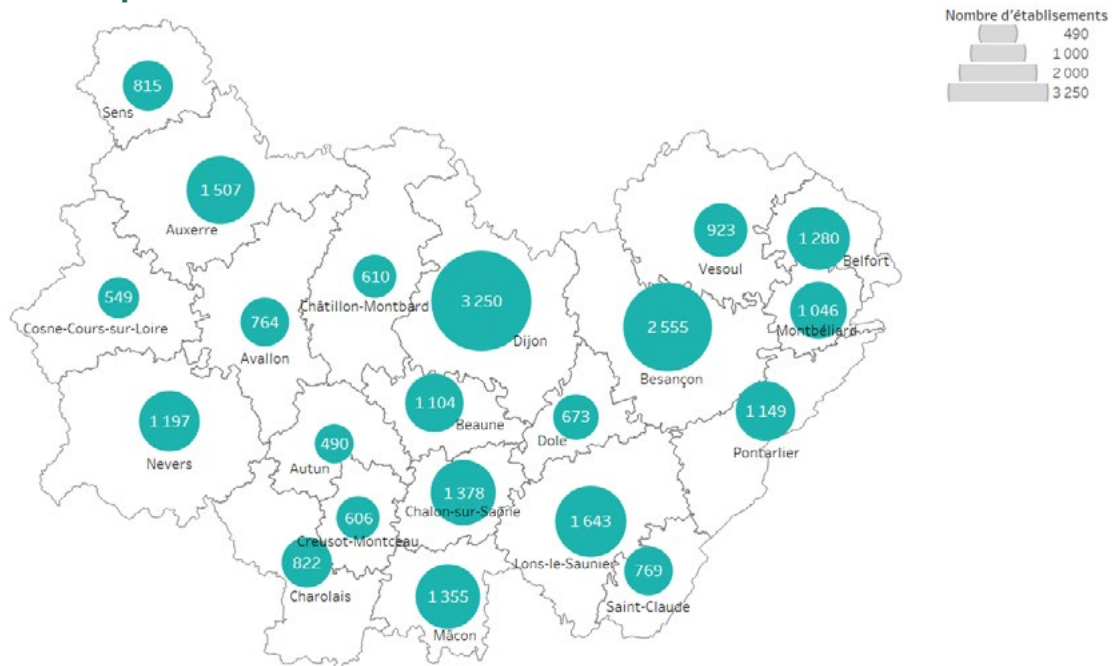 Nombre d'établisements
490
1 000
2 000
3 250
815
Sens
1 507
Auxerre
923
Vesoul
1 280
Belfort
610
Châtillon-Montbard
549
Cosne-Cours-sur-Loire
764
Avallon
3 250
Dijon
2 555
Besançon
1 046
Montbéliard
1 104
Beaune
673
Dole
1 149
Pontarlier
1 197
Nevers
490
Autun
1 378
Chalon-sur-Saône
606
Creusot-Montceau
1 643
Lons-le-Saunier
822
Charolais
769
Saint-Claude
1 355
Mâcon